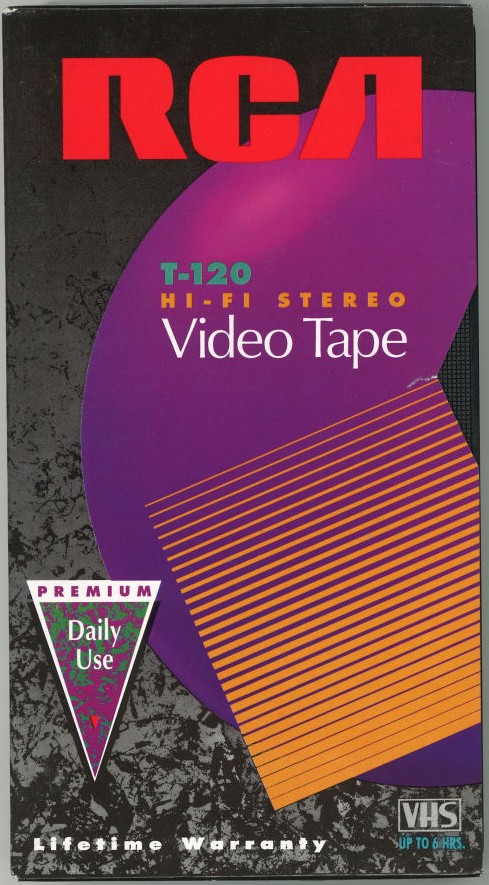 RCA
T-120
HI-FI STEREO
Video Tape
PREMIUM
Daily
Use
VHS
UP TO 6 HRS.
Lifetime Warranty